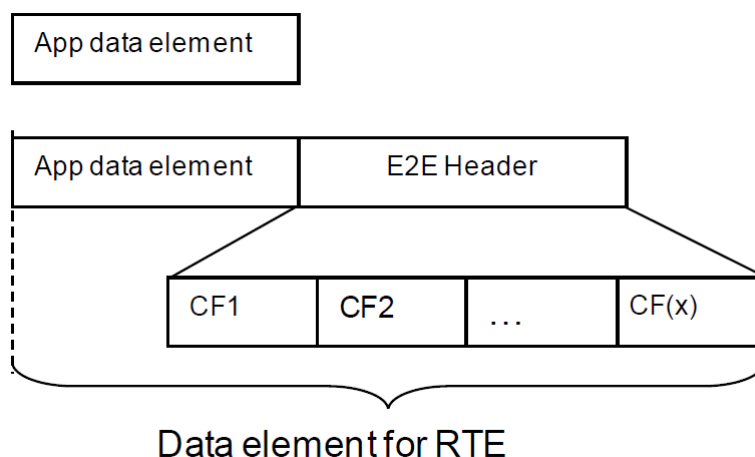 App data element
App data element
E2E Header
CF1
CF2
...
CF(x)
Data element for RTE